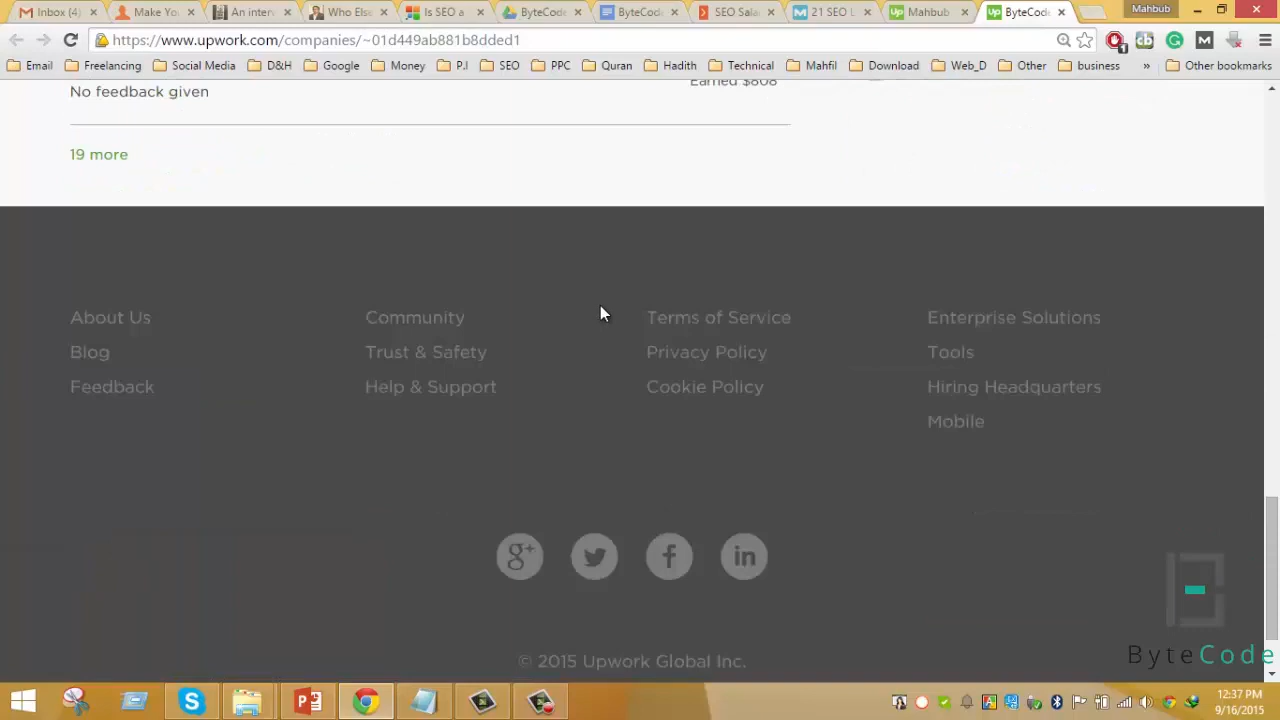 Inbox (4)
Make You
An inter
Who Else
Is SEO a
ByteCode
ByteCode
SEO Sala
21 SEO L
Mahbub
ByteCode
Mahbub
https://www.upwork.com/companies/~01d449ab881b8dded1
Email
Freelancing
Social Media
D&H
Google
Money
P.I
SEO
PPC
Quran
Hadith
Technical
Mahfil
Download
Web_D
Other
business
»
Other bookmarks
Earned $808
No feedback given
19 more
About Us
Community
Terms of Service
Enterprise Solutions
Blog
Trust & Safety
Privacy Policy
Tools
Feedback
Help & Support
Cookie Policy
Hiring Headquarters
Mobile
© 2015 Upwork Global Inc.
ByteCode
12:37 PM
9/16/2015